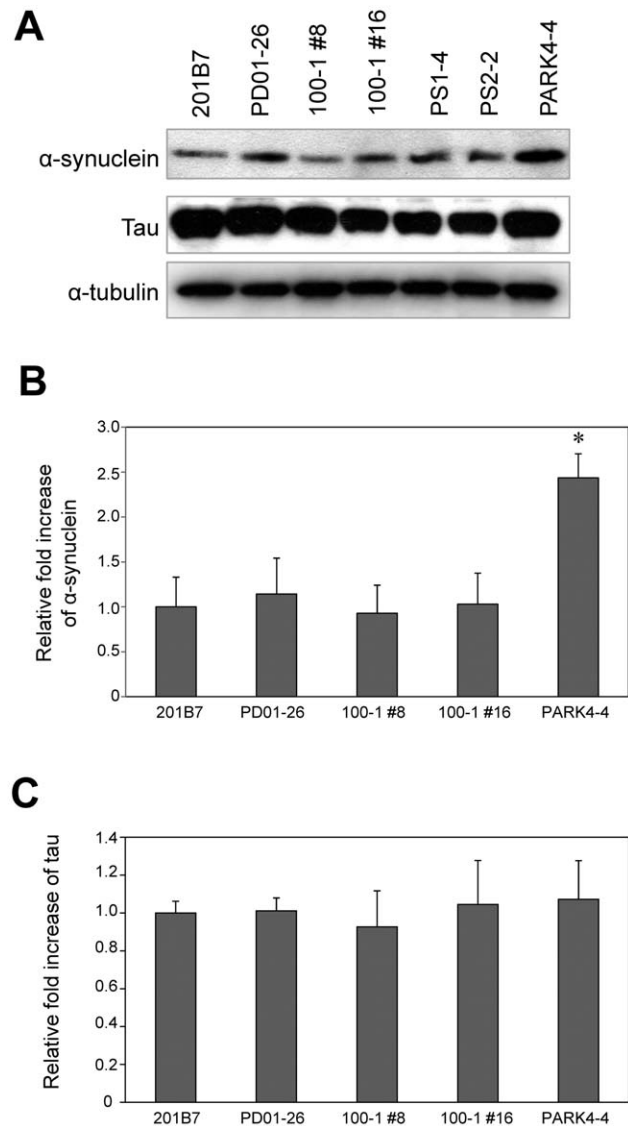 A
201B7
PD01-26
100-1 #8
100-1 #16
PS1-4
PS2-2
PARK4-4
α-synuclein
Tau
α-tubulin
B
Relative fold increase
of α-synuclein
3.0
2.5
2.0
1.5
1.0
0.5
0
*
201B7 PD01-26 100-1 #8 100-1 #16 PARK4-4
C
Relative fold increase of tau
1.4
1.2
1.0
0.8
0.6
0.4
0.2
0
201B7 PD01-26 100-1 #8 100-1 #16 PARK4-4